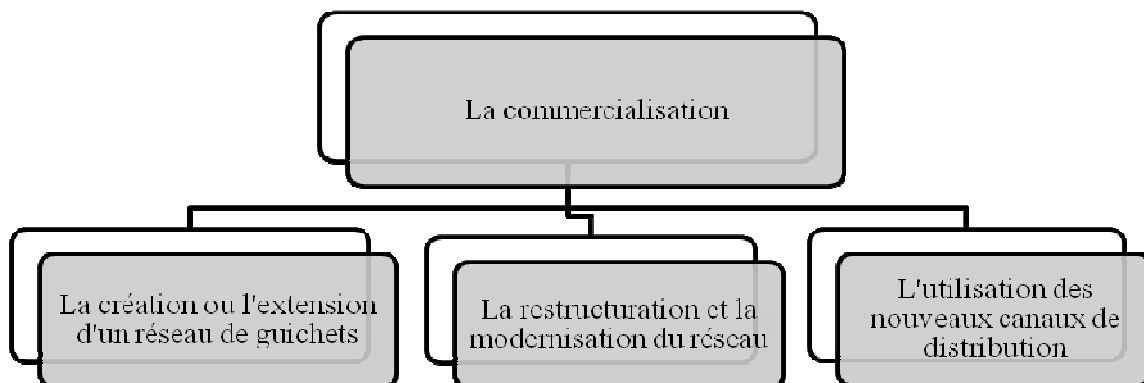 La commercialisation
La création ou l'extension
d'un réseau de guichets
La restructuration et la
modernisation du réseau
L'utilisation des
nouveaux canaux de
distribution